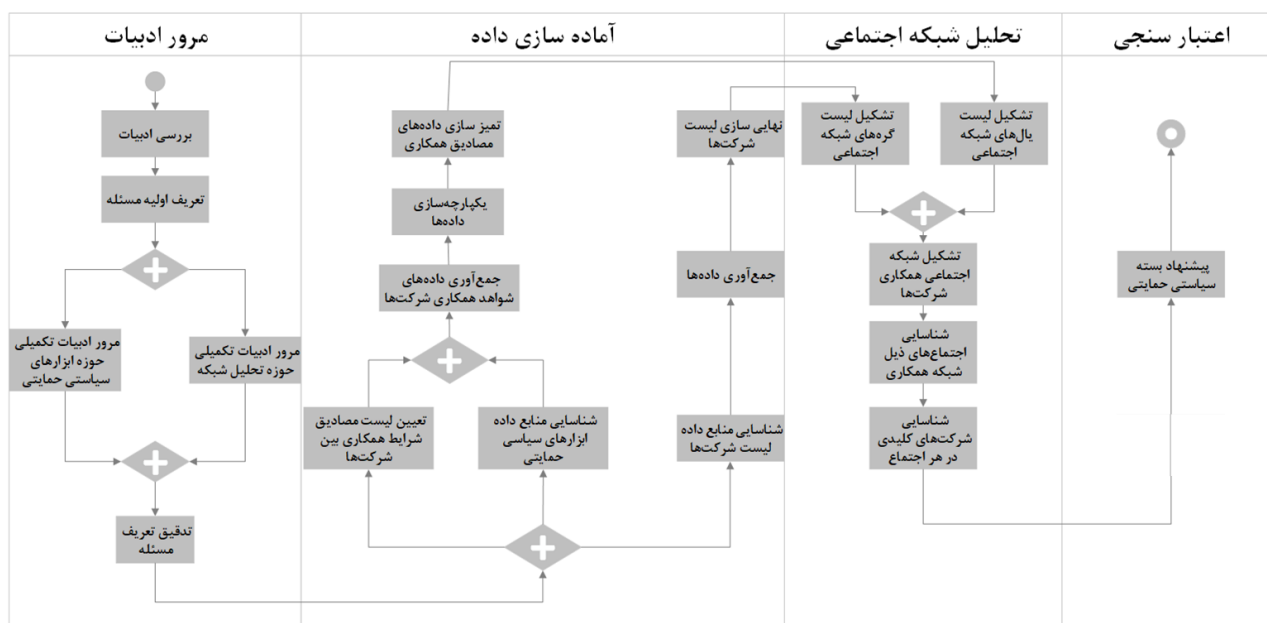 مرور ادبیات
آماده سازی داده
تحلیل شبکه اجتماعی
اعتبار سنجی
بررسی ادبیات
تعریف اولیه مسئله
مرور ادبیات تکمیلی
حوزه ابزارهای
سیاستی حمایتی
مرور ادبیات تکمیلی
حوزه تحلیل شبکه
تدقیق تعریف
مسئله
تمیز سازی داده‌های
مصادیق همکاری
یکپارچه‌سازی
داده‌ها
جمع‌آوری داده‌های
شواهد همکاری شرکت‌ها
تعیین لیست مصادیق
شرایط همکاری بین
شرکت‌ها
شناسایی منابع داده
ابزارهای سیاسی
حمایتی
نهایی سازی لیست
شرکت‌ها
جمع‌آوری داده‌ها
شناسایی منابع داده
لیست شرکت‌ها
تشکیل لیست
گره‌های شبکه
اجتماعی
تشکیل لیست
یال‌های شبکه
اجتماعی
تشکیل شبکه
اجتماعی همکاری
شرکت‌ها
شناسایی
اجتماع‌های ذیل
شبکه همکاری
شناسایی
شرکت‌های کلیدی
در هر اجتماع
پیشنهاد بسته
سیاستی حمایتی